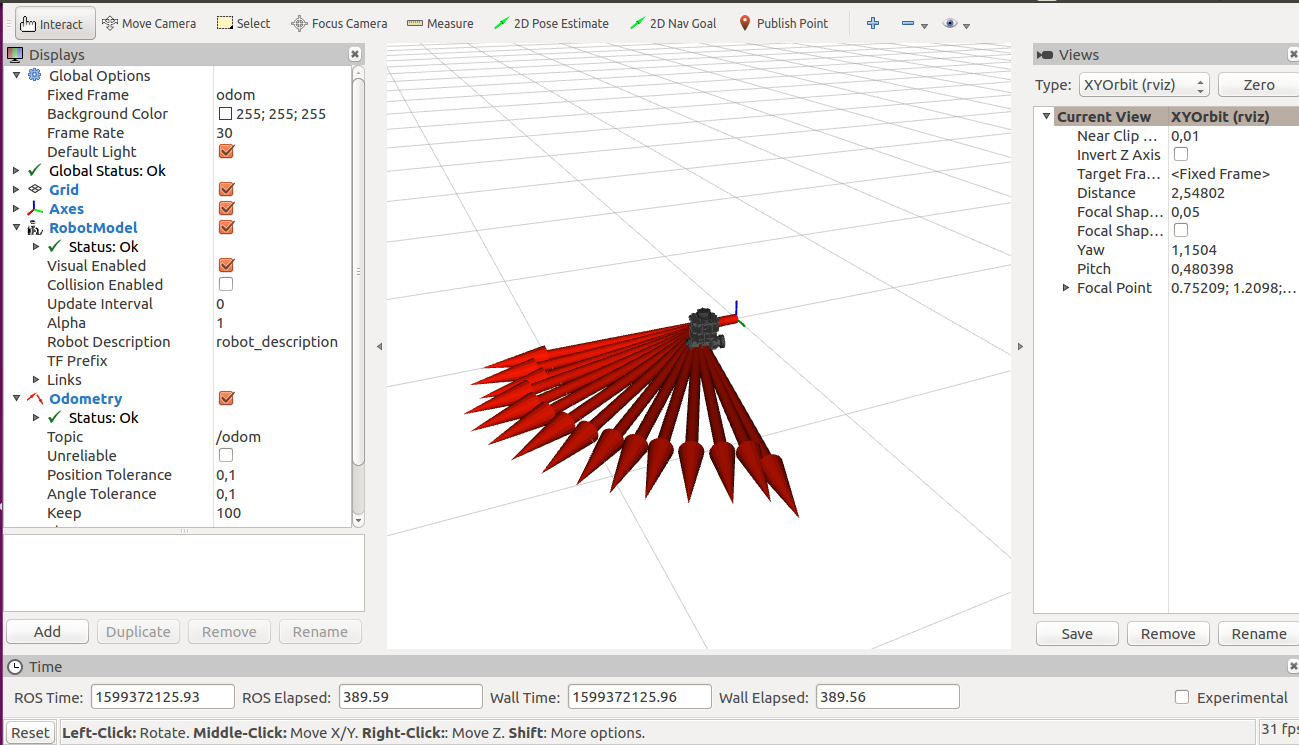 Interact Move Camera Select Focus Camera Measure 2D Pose Estimate 2D Nav Goal Publish Point
Displays
Global Options
Fixed Frame odom
Background Color 255; 255; 255
Frame Rate 30
Default Light
Global Status: Ok
Grid
Axes
RobotModel
Status: Ok
Visual Enabled
Collision Enabled
Update Interval 0
Alpha 1
Robot Description robot_description
TF Prefix
Links
Odometry
Status: Ok
Topic /odom
Unreliable
Position Tolerance 0,1
Angle Tolerance 0,1
Keep 100
Add Duplicate Remove Rename
Views
Type: XYOrbit (rviz) Zero
Current View XYOrbit (rviz)
Near Clip ... 0,01
Invert Z Axis
Target Fra... <Fixed Frame>
Distance 2,54802
Focal Shap... 0,05
Focal Shap...
Yaw 1,1504
Pitch 0,480398
Focal Point 0.75209; 1.2098;...
Save Remove Rename
Time
ROS Time: 1599372125.93 ROS Elapsed: 389.59 Wall Time: 1599372125.96 Wall Elapsed: 389.56 Experimental
Reset Left-Click: Rotate. Middle-Click: Move X/Y. Right-Click:: Move Z. Shift: More options. 31 fps